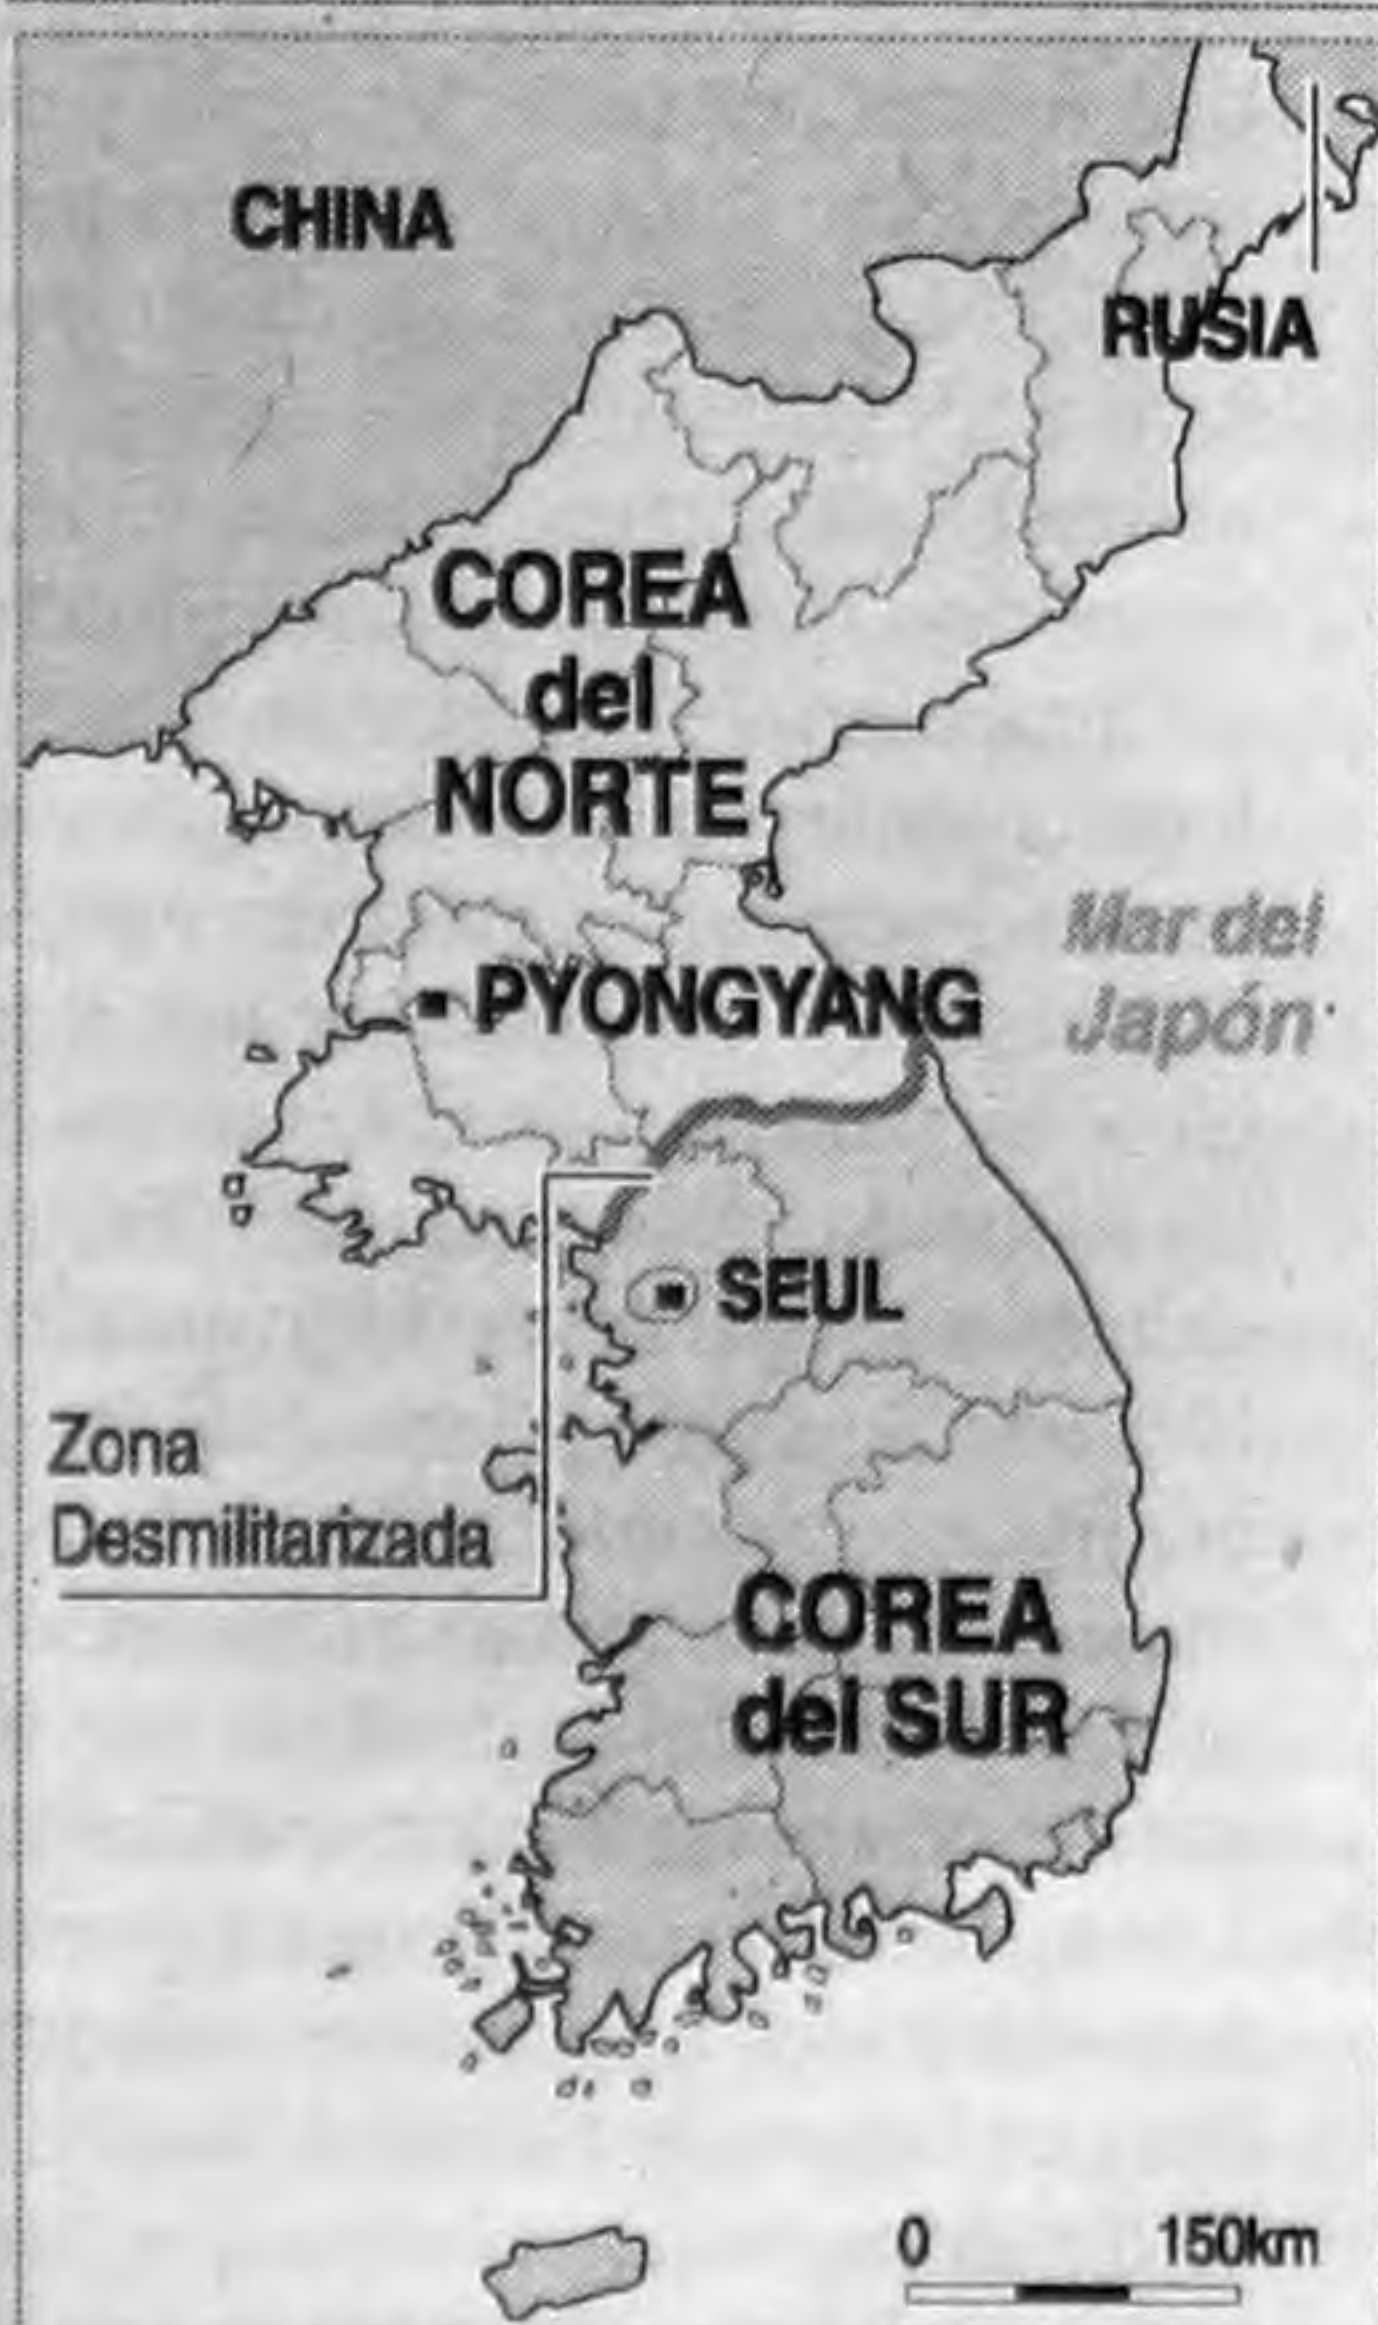 CHINA
RUSIA
COREA
del
NORTE
Mar del
Japón
PYONGYANG
SEUL
Zona
Desmilitarizada
COREA
del SUR
0 150km